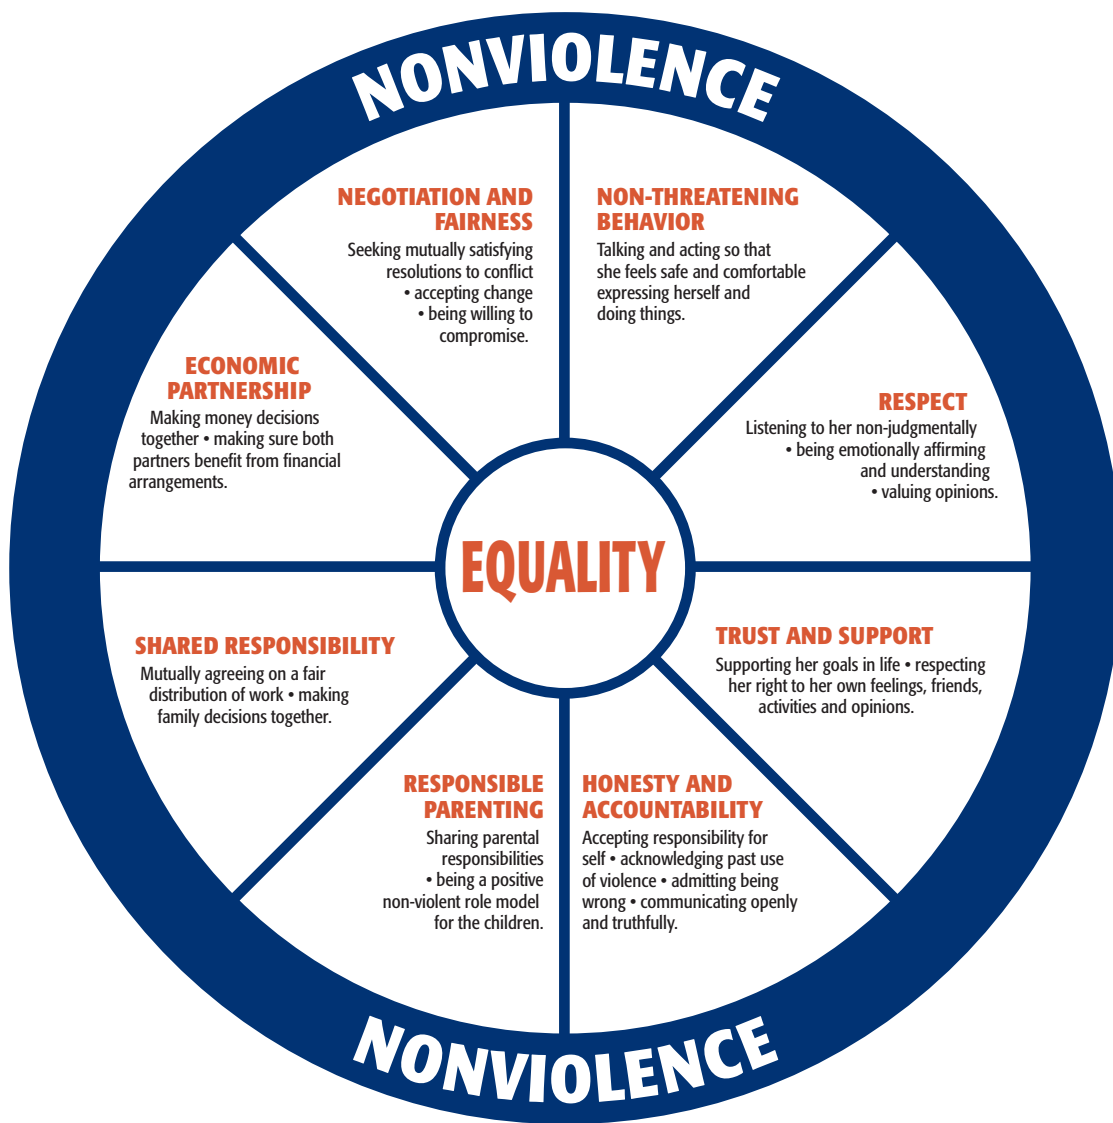 NONVIOLENCE
NEGOTIATION AND
FAIRNESS
Seeking mutually satisfying
resolutions to conflict
• accepting change
• being willing to
compromise.
NON-THREATENING
BEHAVIOR
Talking and acting so that
she feels safe and comfortable
expressing herself and
doing things.
ECONOMIC
PARTNERSHIP
Making money decisions
together • making sure both
partners benefit from financial
arrangements.
RESPECT
Listening to her non-judgmentally
• being emotionally affirming
and understanding
• valuing opinions.
EQUALITY
SHARED RESPONSIBILITY
Mutually agreeing on a fair
distribution of work • making
family decisions together.
TRUST AND SUPPORT
Supporting her goals in life • respecting
her right to her own feelings, friends,
activities and opinions.
RESPONSIBLE
PARENTING
Sharing parental
responsibilities
• being a positive
non-violent role model
for the children.
HONESTY AND
ACCOUNTABILITY
Accepting responsibility for
self • acknowledging past use
of violence • admitting being
wrong • communicating openly
and truthfully.
NONVIOLENCE